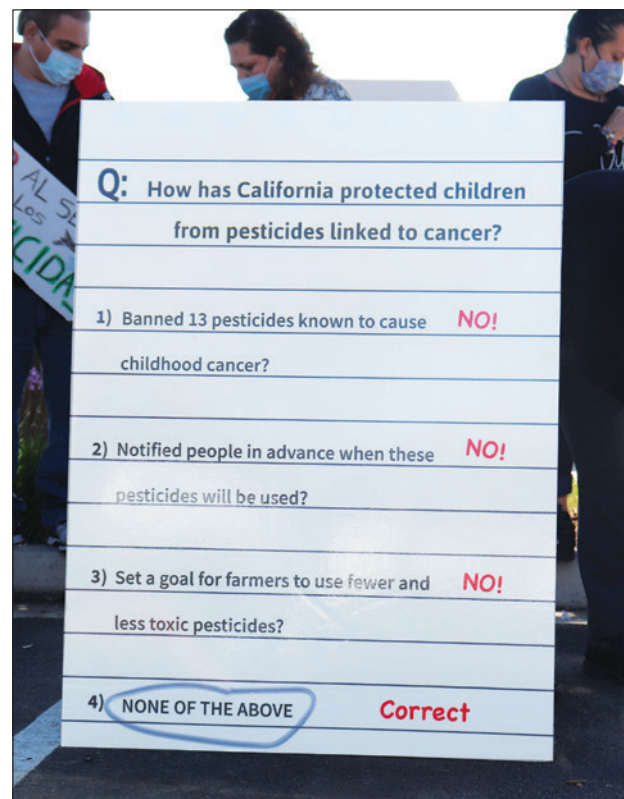 Q: How has California protected children
from pesticides linked to cancer?
1) Banned 13 pesticides known to cause NO!
childhood cancer?
2) Notified people in advance when these NO!
pesticides will be used?
3) Set a goal for farmers to use fewer and NO!
less toxic pesticides?
4) NONE OF THE ABOVE Correct
AL
LOS